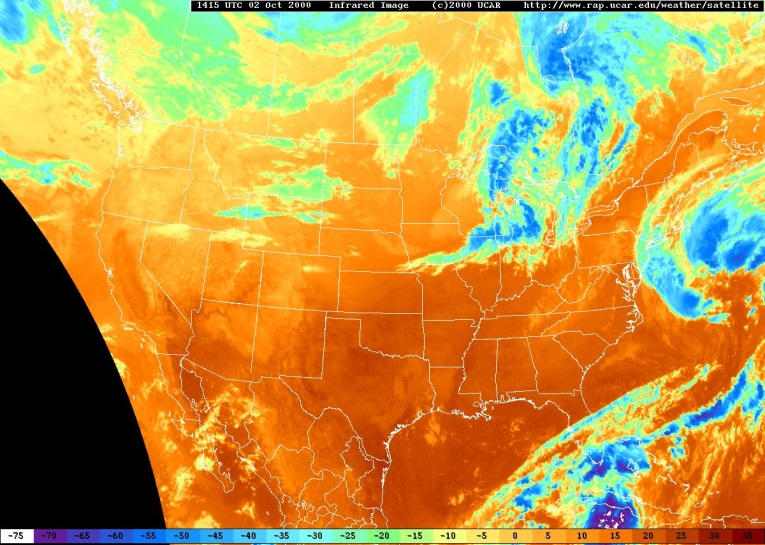 1415 UTC 02 Oct 2000 Infrared Image (c)2000 UCAR http://www.rap.ucar.edu/weather/satellite
-75 -70 -65 -60 -55 -50 -45 -40 -35 -30 -25 -20 -15 -10 -5 0 5 10 15 20 25 30 35